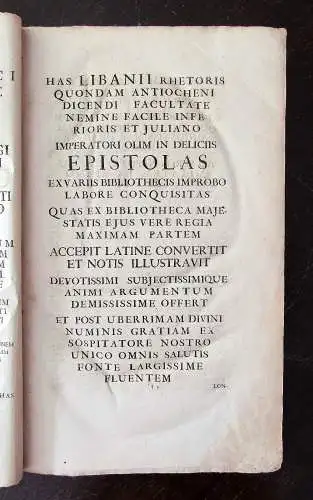 HAS LIBANII RHETORIS
QUONDAM ANTIOCHENI
DICENDI FACULTATE
NEMINE FACILE INFE
RIORIS ET JULIANO
IMPERATORI OLIM IN DELICIIS
EPISTOLAS
EX VARIIS BIBLIOTHECIS IMPROBO
LABORE CONQUISITAS
QUAS EX BIBLIOTHECA MAJE-
STATIS EJUS VERE REGIA
MAXIMAM PARTEM
ACCEPIT LATINE CONVERTIT
ET NOTIS ILLUSTRAVIT
DEVOTISSIMI SUBJECTISSIMIQUE
ANIMI ARGUMENTUM
DEMISSISSIME OFFERT
ET POST UBERRIMAM DIVINI
NUMINIS GRATIAM EX
SOSPITATORE NOSTRO
UNICO OMNIS SALUTIS
FONTE LARGISSIME
FLUENTEM
LON-